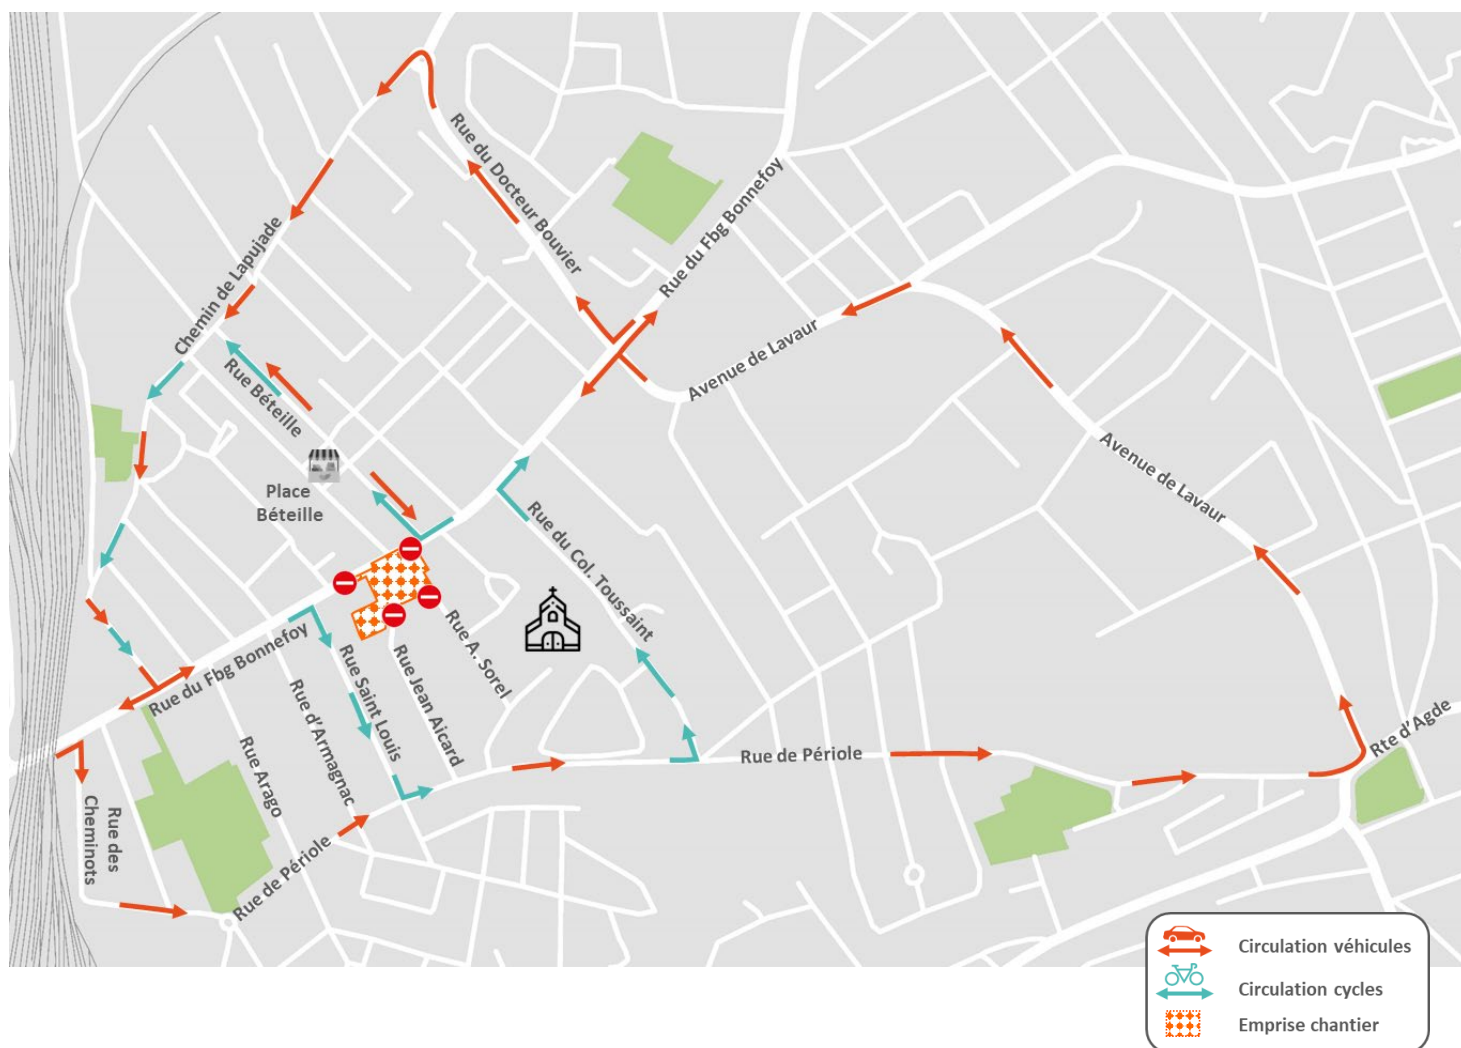 Rue du Docteur Bouvier
Rue du Fbg Bonnefoy
Chemin de Lapujade
Avenue de Lavaur
Rue Béteille
Place
Béteille
Avenue de Lavaur
Rue du Col. Toussaint
Rue A. Sorel
Rue du Fbg Bonnefoy
Rue Saint Louis
Rue Jean Aicard
Rue d'Armagnac
Rue Arago
Rue des
Cheminots
Rue de Périole
Rue de Périole
Rte d'Agde
Circulation véhicules
Circulation cycles
Emprise chantier